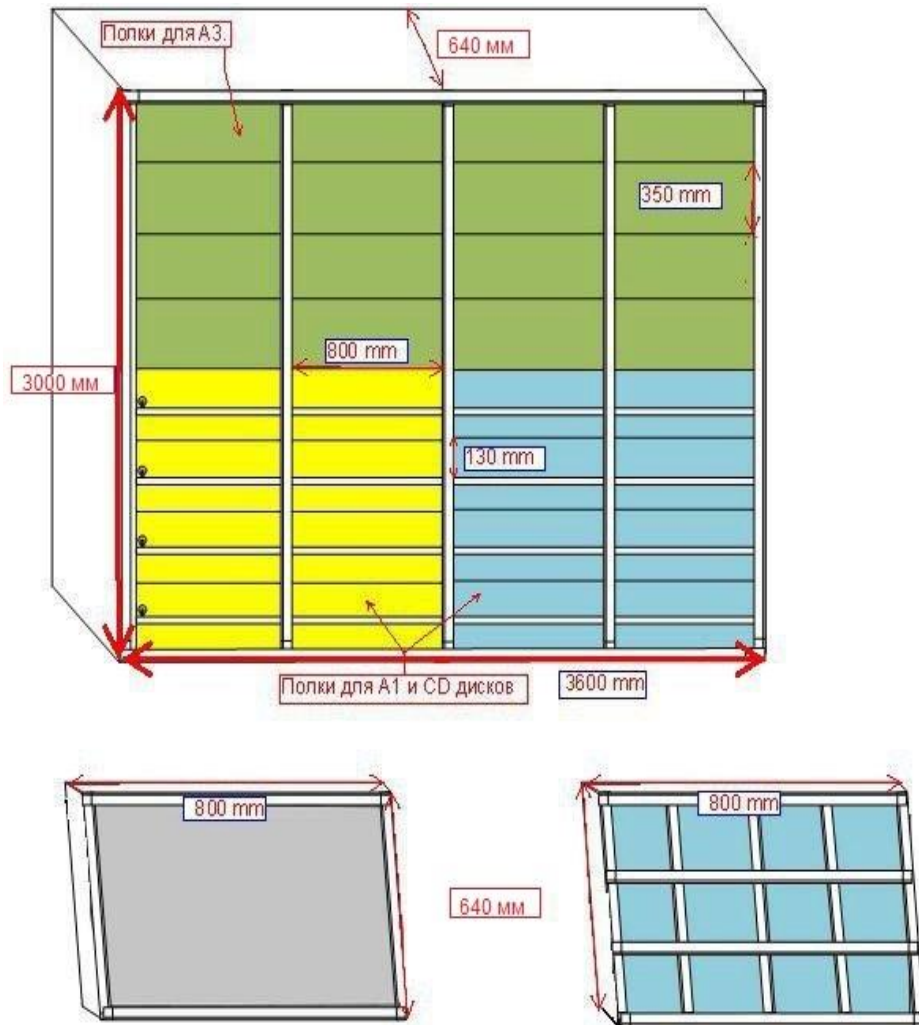 Полки для А3.
640 мм
350 mm
800 mm
3000 мм
130 mm
Полки для А1 и CD дисков
3600 mm
800 mm
800 mm
640 мм